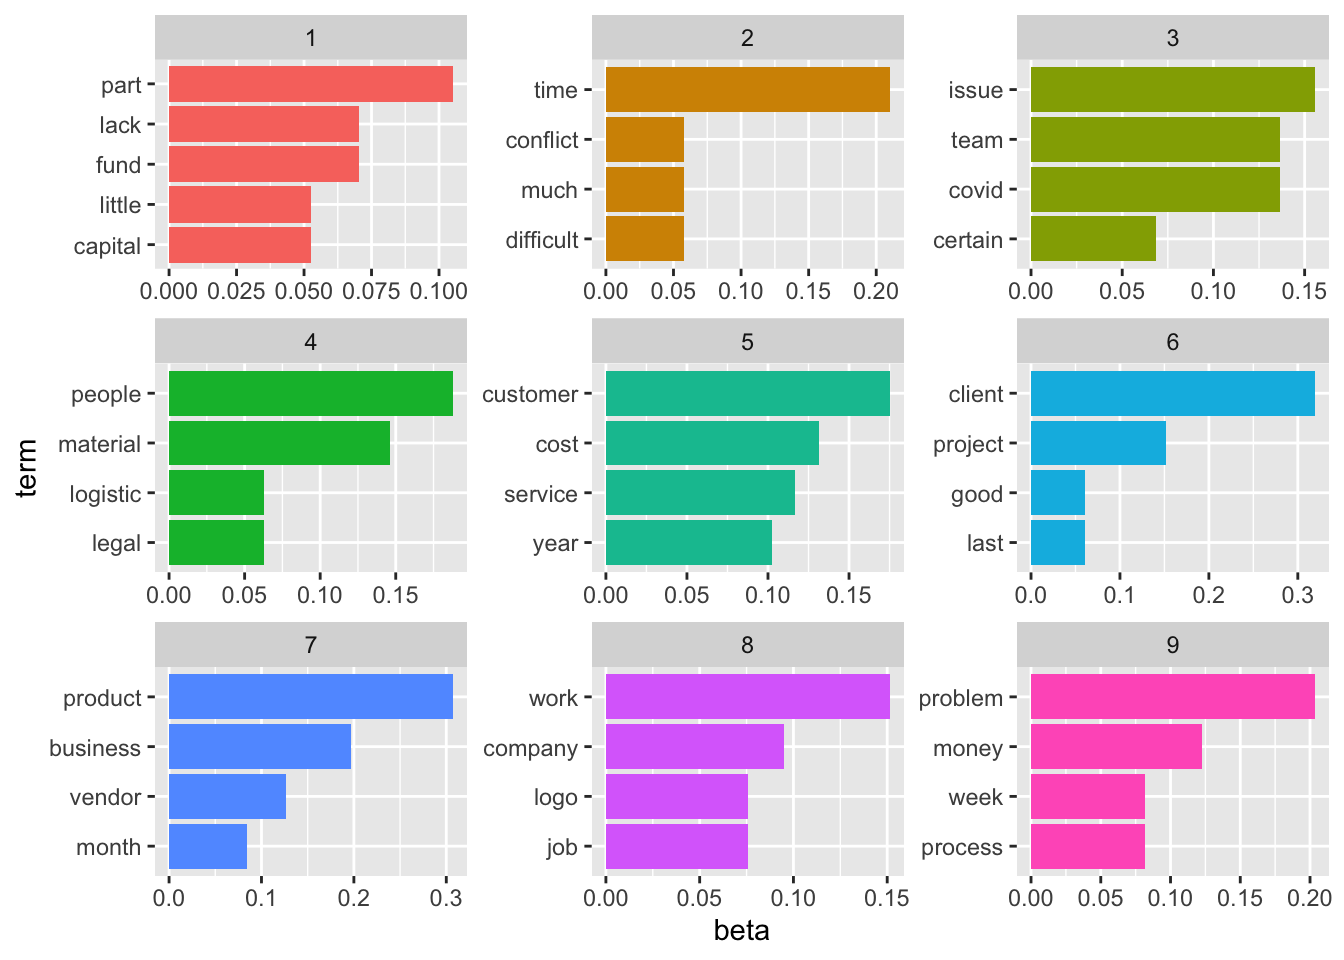 1
part
lack
fund
little
capital
0.000 0.025 0.050 0.075 0.100
2
time
conflict
much
difficult
0.00 0.05 0.10 0.15 0.20
3
issue
team
covid
certain
0.00 0.05 0.10 0.15
4
people
material
logistic
legal
0.00 0.05 0.10 0.15
5
customer
cost
service
year
0.00 0.05 0.10 0.15
6
client
project
good
last
0.0 0.1 0.2 0.3
7
product
business
vendor
month
0.0 0.1 0.2 0.3
8
work
company
logo
job
0.00 0.05 0.10 0.15
9
problem
money
week
process
0.00 0.05 0.10 0.15 0.20
term
beta